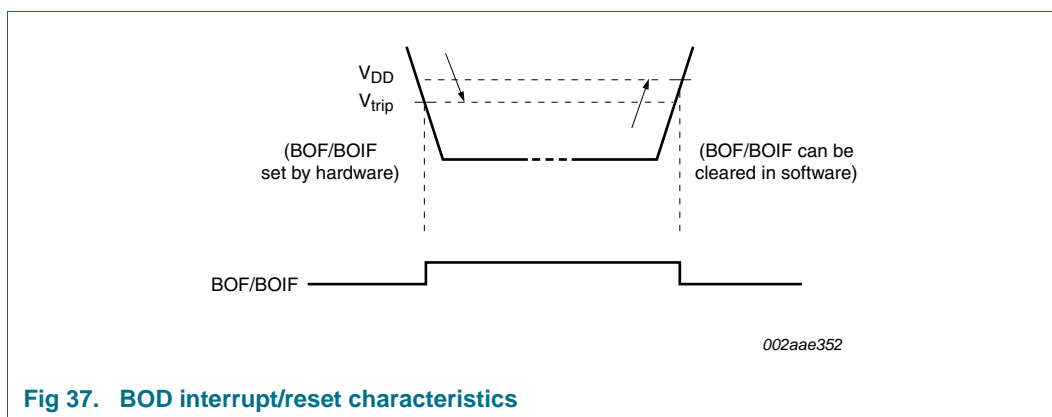 VDD
Vtrip
(BOF/BOIF
set by hardware)
(BOF/BOIF can be
cleared in software)
BOF/BOIF
002aae352
Fig 37. BOD interrupt/reset characteristics